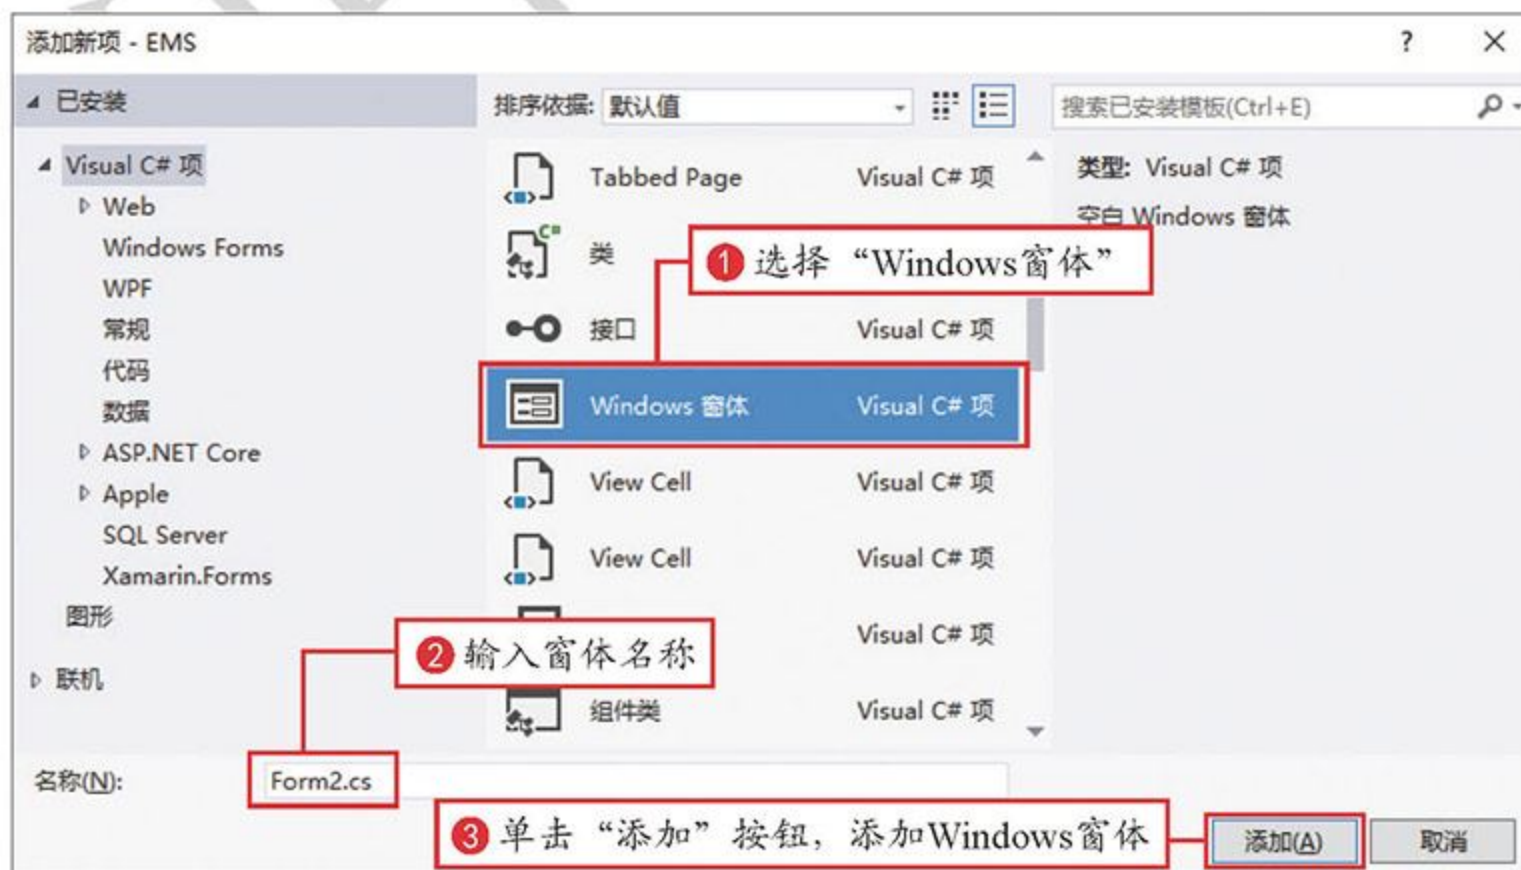 添加新项 - EMS
? ×
已安装
排序依据: 默认值
搜索已安装模板(Ctrl+E)
Visual C# 项
Web
Windows Forms
WPF
常规
代码
数据
ASP.NET Core
Apple
SQL Server
Xamarin.Forms
图形
联机
Tabbed Page Visual C# 项
类
接口 Visual C# 项
Windows 窗体 Visual C# 项
View Cell Visual C# 项
View Cell Visual C# 项
Visual C# 项
组件类 Visual C# 项
类型: Visual C# 项
空白 Windows 窗体
1 选择“Windows窗体”
2 输入窗体名称
名称(N): Form2.cs
3 单击“添加”按钮，添加Windows窗体
添加(A) 取消